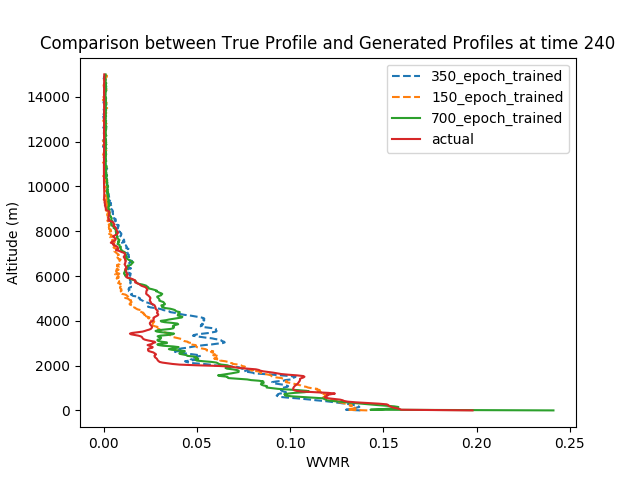 Comparison between True Profile and Generated Profiles at time 240
350_epoch_trained
150_epoch_trained
700_epoch_trained
actual
Altitude (m)
14000
12000
10000
8000
6000
4000
2000
0
0.00 0.05 0.10 0.15 0.20 0.25
WVMR